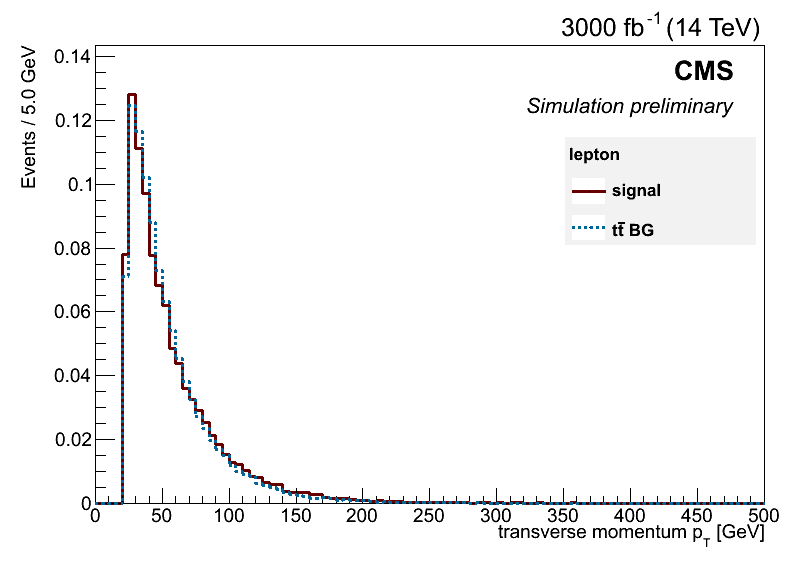 3000 fb⁻¹ (14 TeV)
CMS
Simulation preliminary
lepton
signal
tt̄ BG
Events / 5.0 GeV
0.14
0.12
0.1
0.08
0.06
0.04
0.02
0
0 50 100 150 200 250 300 350 400 450 500
transverse momentum p_T [GeV]